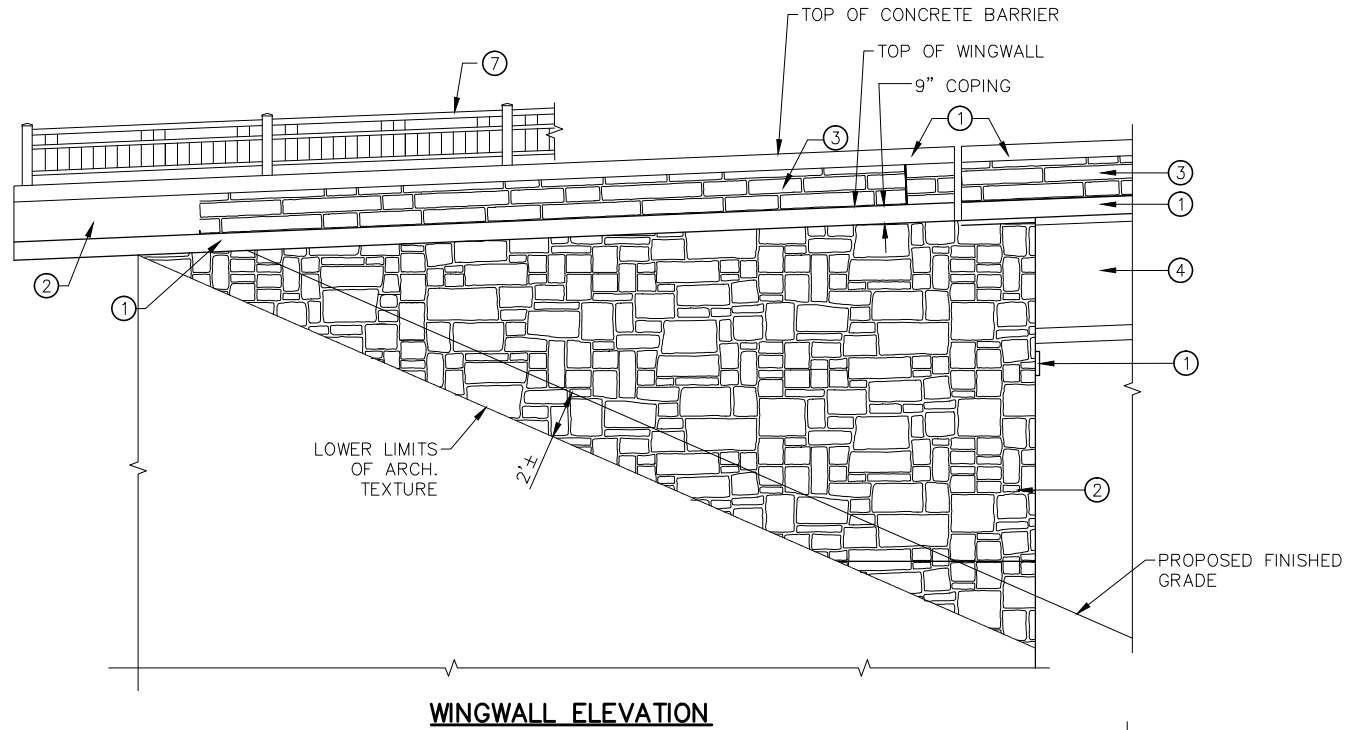 TOP OF CONCRETE BARRIER
TOP OF WINGWALL
9" COPING
7
1
3
3
1
2
1
4
1
LOWER LIMITS
OF ARCH.
TEXTURE
2'±
2
PROPOSED FINISHED
GRADE
WINGWALL ELEVATION